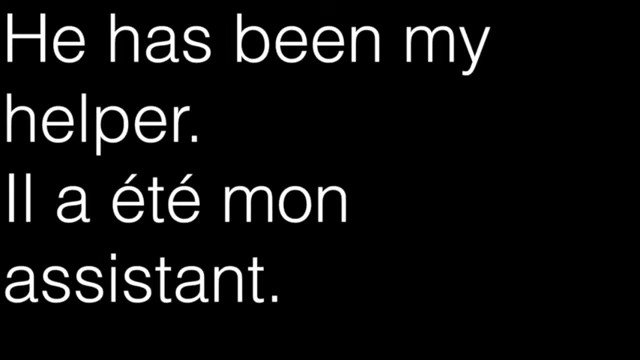 He has been my
helper.
Il a été mon
assistant.